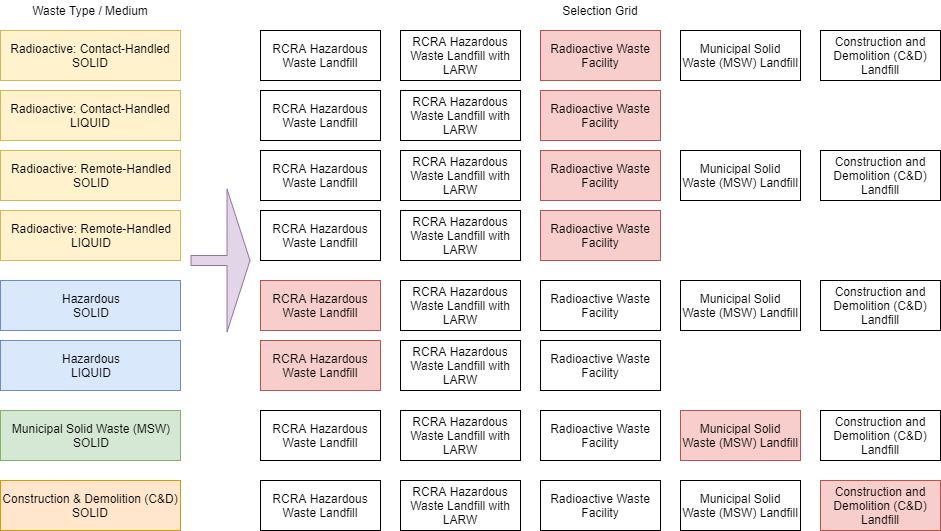 Waste Type / Medium
Selection Grid
Radioactive: Contact-Handled
SOLID
RCRA Hazardous
Waste Landfill
RCRA Hazardous
Waste Landfill with
LARW
Radioactive Waste
Facility
Municipal Solid
Waste (MSW) Landfill
Construction and
Demolition (C&D)
Landfill
Radioactive: Contact-Handled
LIQUID
RCRA Hazardous
Waste Landfill
RCRA Hazardous
Waste Landfill with
LARW
Radioactive Waste
Facility
Radioactive: Remote-Handled
SOLID
RCRA Hazardous
Waste Landfill
RCRA Hazardous
Waste Landfill with
LARW
Radioactive Waste
Facility
Municipal Solid
Waste (MSW) Landfill
Construction and
Demolition (C&D)
Landfill
Radioactive: Remote-Handled
LIQUID
RCRA Hazardous
Waste Landfill
RCRA Hazardous
Waste Landfill with
LARW
Radioactive Waste
Facility
Hazardous
SOLID
RCRA Hazardous
Waste Landfill
RCRA Hazardous
Waste Landfill with
LARW
Radioactive Waste
Facility
Municipal Solid
Waste (MSW) Landfill
Construction and
Demolition (C&D)
Landfill
Hazardous
LIQUID
RCRA Hazardous
Waste Landfill
RCRA Hazardous
Waste Landfill with
LARW
Radioactive Waste
Facility
Municipal Solid Waste (MSW)
SOLID
RCRA Hazardous
Waste Landfill
RCRA Hazardous
Waste Landfill with
LARW
Radioactive Waste
Facility
Municipal Solid
Waste (MSW) Landfill
Construction and
Demolition (C&D)
Landfill
Construction & Demolition (C&D)
SOLID
RCRA Hazardous
Waste Landfill
RCRA Hazardous
Waste Landfill with
LARW
Radioactive Waste
Facility
Municipal Solid
Waste (MSW) Landfill
Construction and
Demolition (C&D)
Landfill